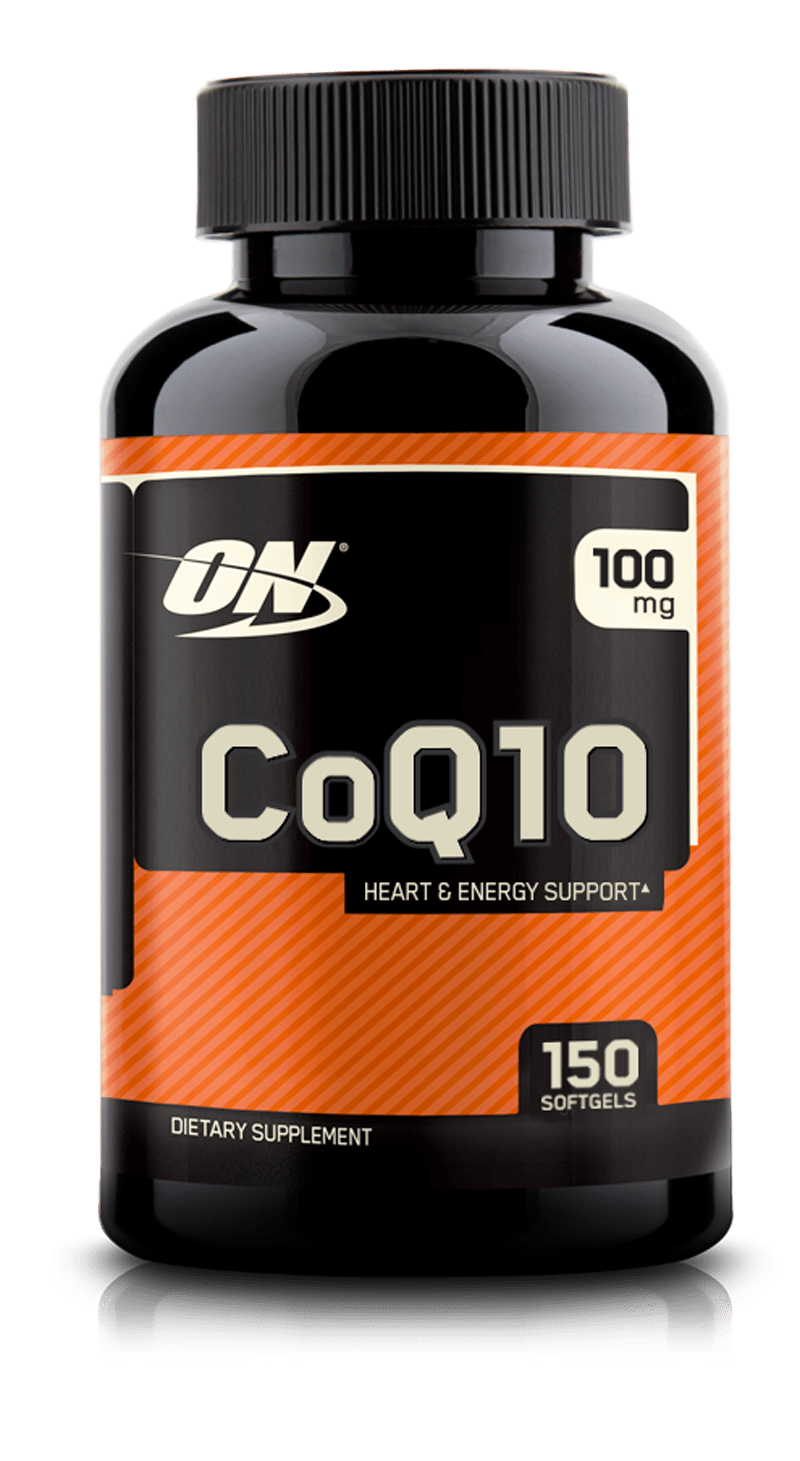 ON®
100
mg
CoQ10
HEART & ENERGY SUPPORT▲
150
SOFTGELS
DIETARY SUPPLEMENT